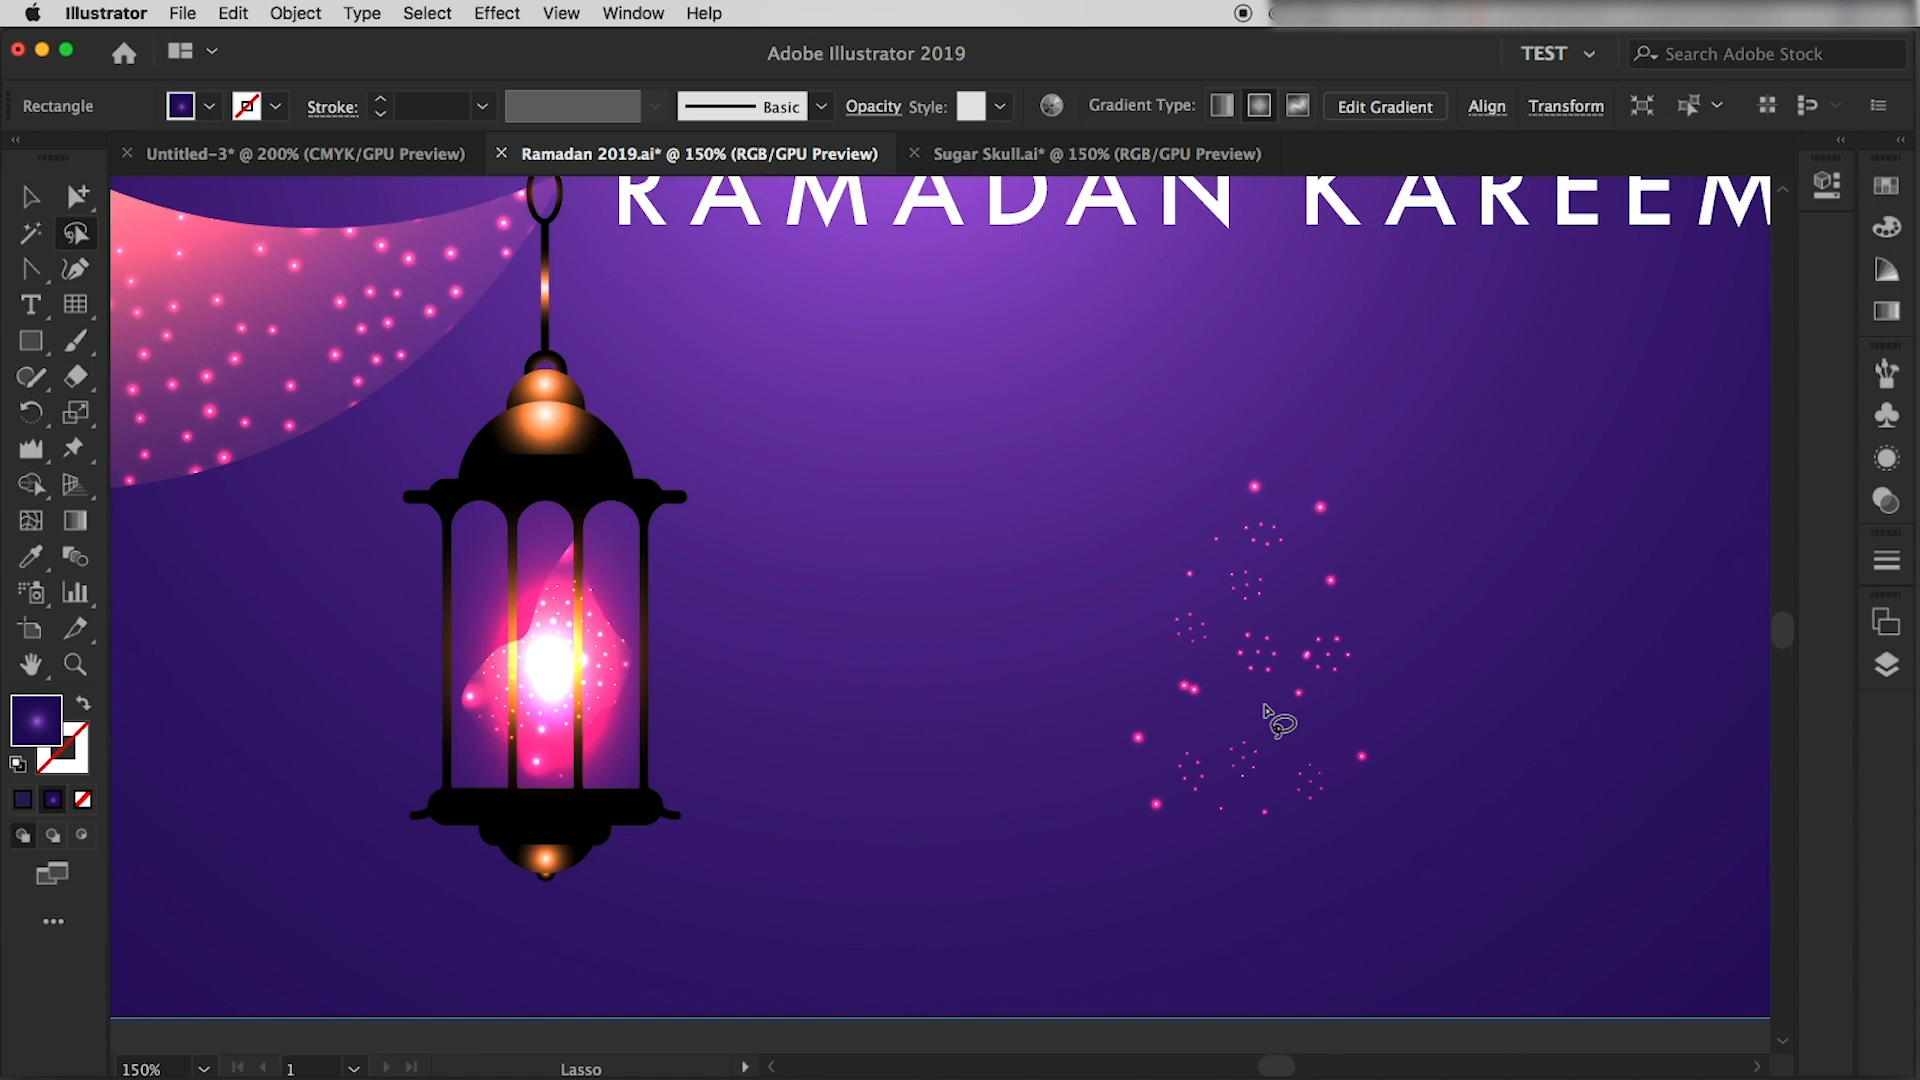 Illustrator File Edit Object Type Select Effect View Window Help
Adobe Illustrator 2019
TEST
Search Adobe Stock
Rectangle Stroke: Basic Opacity Style: Gradient Type: Edit Gradient Align Transform
Untitled-3* @ 200% (CMYK/GPU Preview)
Ramadan 2019.ai* @ 150% (RGB/GPU Preview)
Sugar Skull.ai* @ 150% (RGB/GPU Preview)
RAMADAN KAREEM
150% 1 Lasso